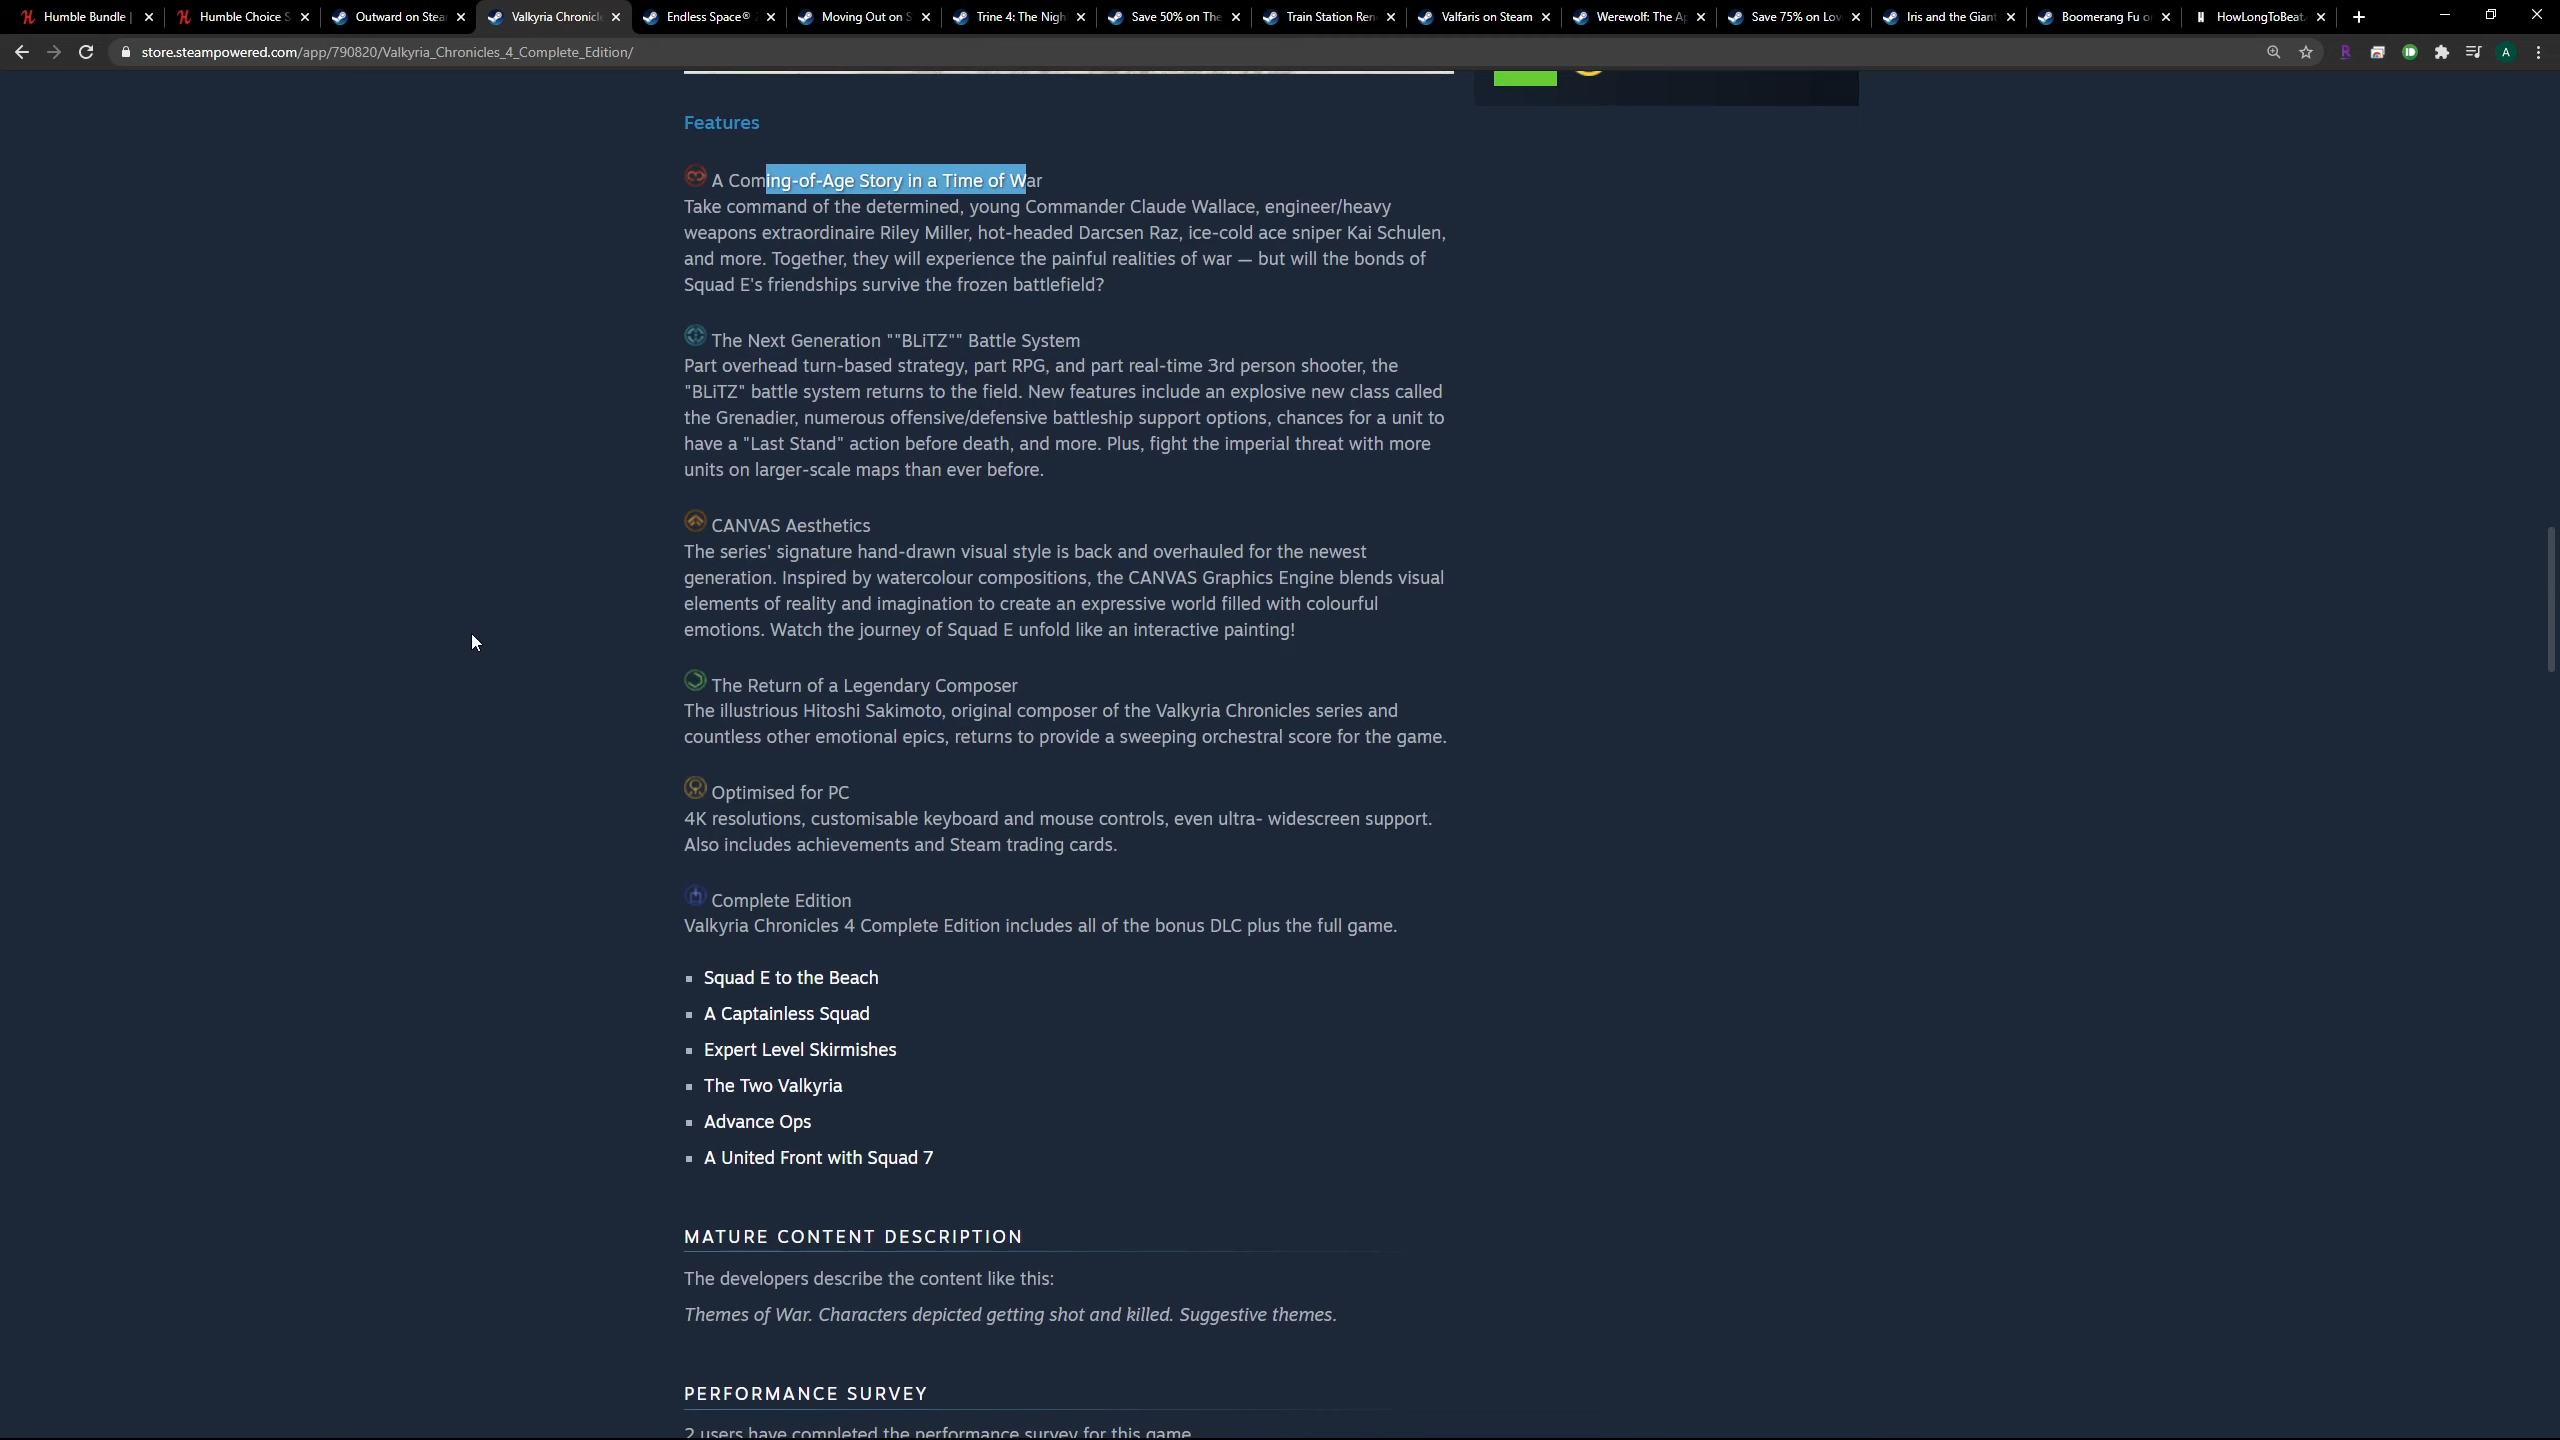 Humble Bundle |
Humble Choice S
Outward on Stea
Valkyria Chronicl
Endless Space®
Moving Out on S
Trine 4: The Nigh
Save 50% on The
Train Station Ren
Valfaris on Steam
Werewolf: The Ap
Save 75% on Lov
Iris and the Giant
Boomerang Fu o
HowLongToBeat.
store.steampowered.com/app/790820/Valkyria_Chronicles_4_Complete_Edition/
A
Features
A Coming-of-Age Story in a Time of War
Take command of the determined, young Commander Claude Wallace, engineer/heavy
weapons extraordinaire Riley Miller, hot-headed Darcsen Raz, ice-cold ace sniper Kai Schulen,
and more. Together, they will experience the painful realities of war — but will the bonds of
Squad E's friendships survive the frozen battlefield?
The Next Generation ""BLiTZ"" Battle System
Part overhead turn-based strategy, part RPG, and part real-time 3rd person shooter, the
"BLiTZ" battle system returns to the field. New features include an explosive new class called
the Grenadier, numerous offensive/defensive battleship support options, chances for a unit to
have a "Last Stand" action before death, and more. Plus, fight the imperial threat with more
units on larger-scale maps than ever before.
CANVAS Aesthetics
The series' signature hand-drawn visual style is back and overhauled for the newest
generation. Inspired by watercolour compositions, the CANVAS Graphics Engine blends visual
elements of reality and imagination to create an expressive world filled with colourful
emotions. Watch the journey of Squad E unfold like an interactive painting!
The Return of a Legendary Composer
The illustrious Hitoshi Sakimoto, original composer of the Valkyria Chronicles series and
countless other emotional epics, returns to provide a sweeping orchestral score for the game.
Optimised for PC
4K resolutions, customisable keyboard and mouse controls, even ultra- widescreen support.
Also includes achievements and Steam trading cards.
Complete Edition
Valkyria Chronicles 4 Complete Edition includes all of the bonus DLC plus the full game.
Squad E to the Beach
A Captainless Squad
Expert Level Skirmishes
The Two Valkyria
Advance Ops
A United Front with Squad 7
MATURE CONTENT DESCRIPTION
The developers describe the content like this:
Themes of War. Characters depicted getting shot and killed. Suggestive themes.
PERFORMANCE SURVEY
2 users have completed the performance survey for this game